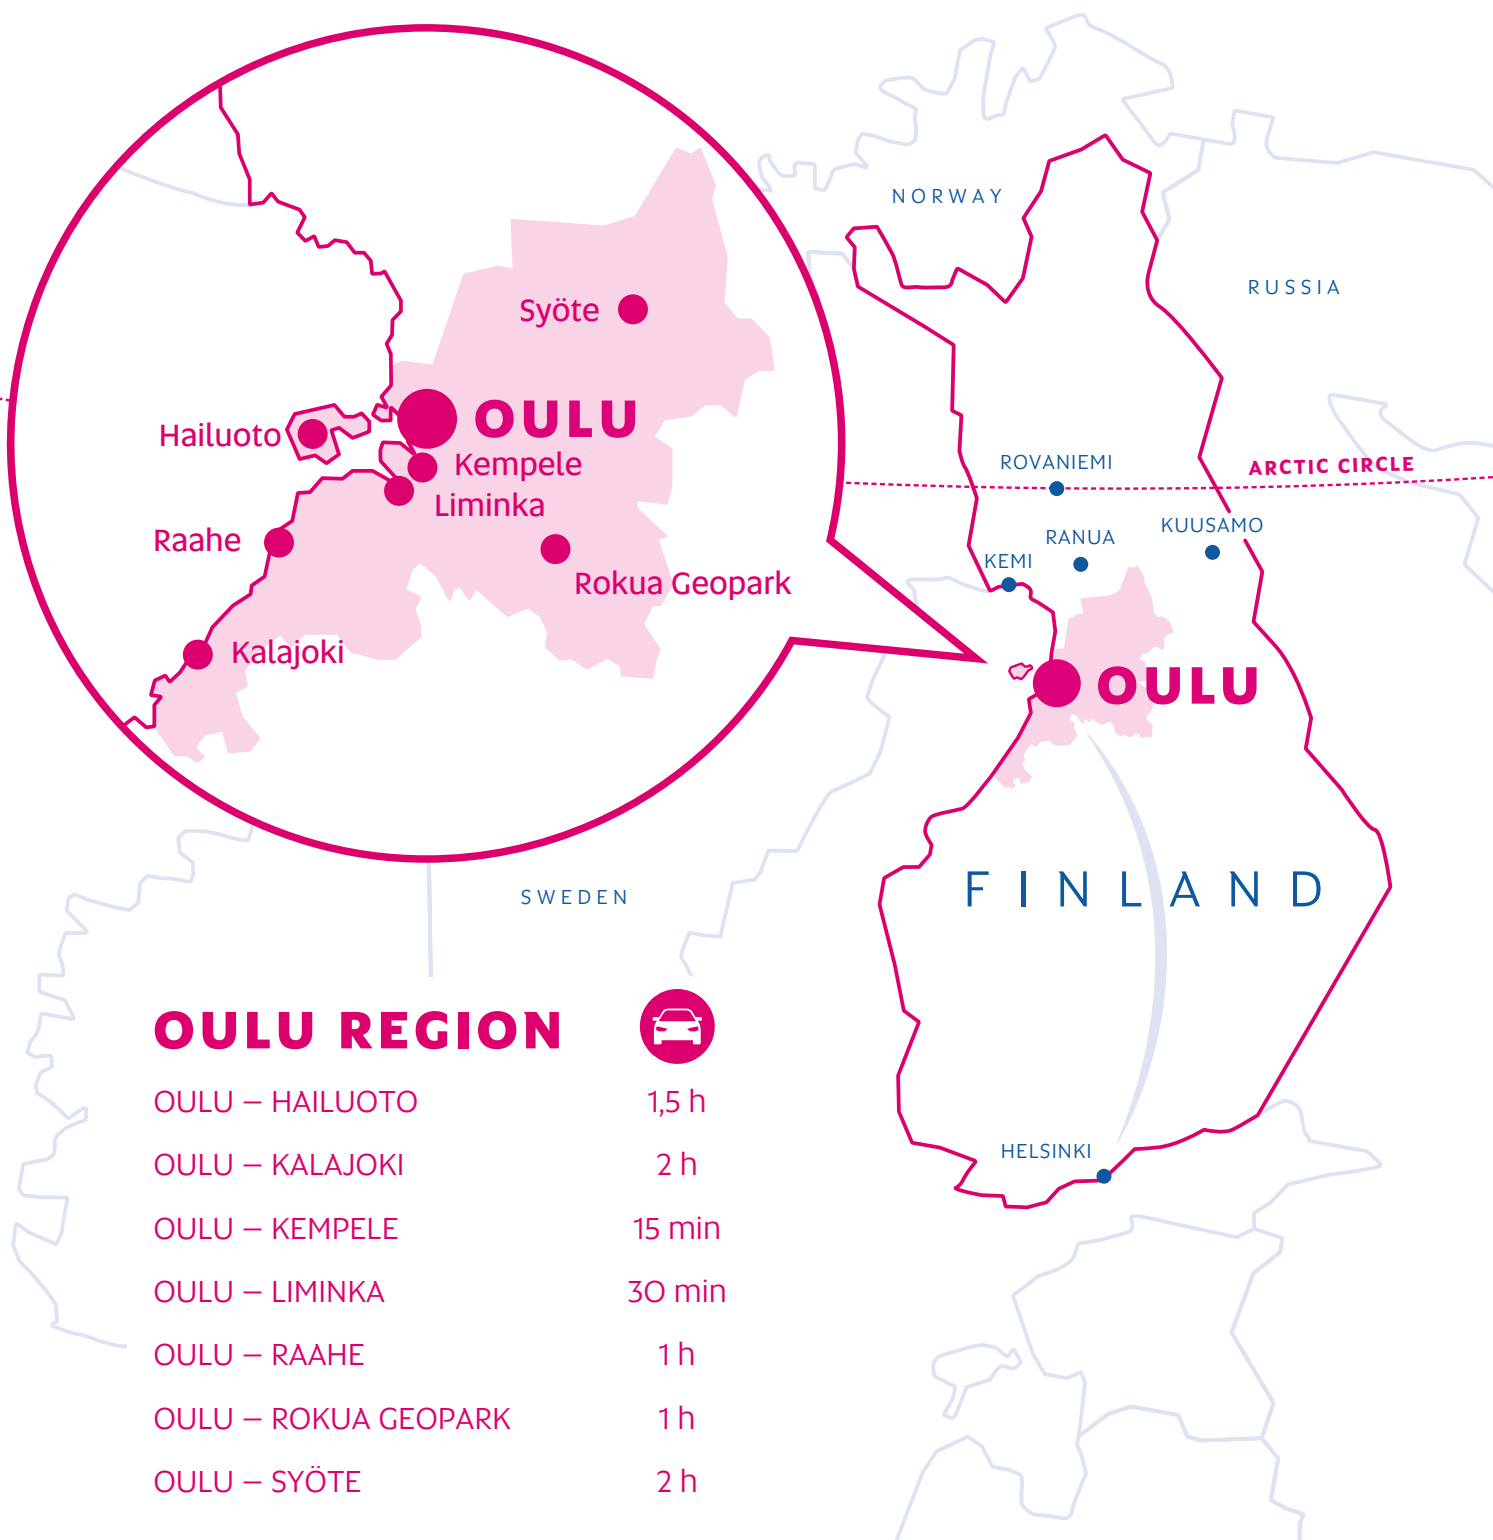 NORWAY
RUSSIA
Syöte
OULU
Hailuoto
Kempele
Liminka
Raahe
Rokua Geopark
Kalajoki
ROVANIEMI
ARCTIC CIRCLE
KUUSAMO
RANUA
KEMI
OULU
FINLAND
SWEDEN
HELSINKI
OULU REGION
OULU – HAILUOTO 1,5 h
OULU – KALAJOKI 2 h
OULU – KEMPELE 15 min
OULU – LIMINKA 30 min
OULU – RAAHE 1 h
OULU – ROKUA GEOPARK 1 h
OULU – SYÖTE 2 h